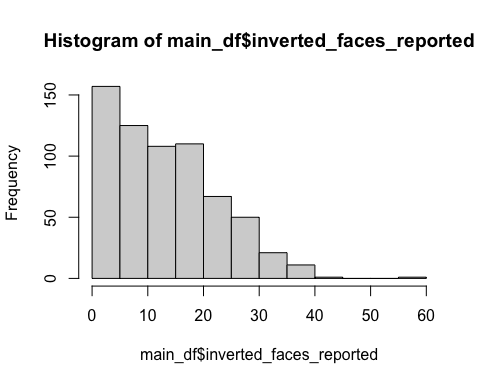 Histogram of main_df$inverted_faces_reported
Frequency
150
100
50
0
0 10 20 30 40 50 60
main_df$inverted_faces_reported